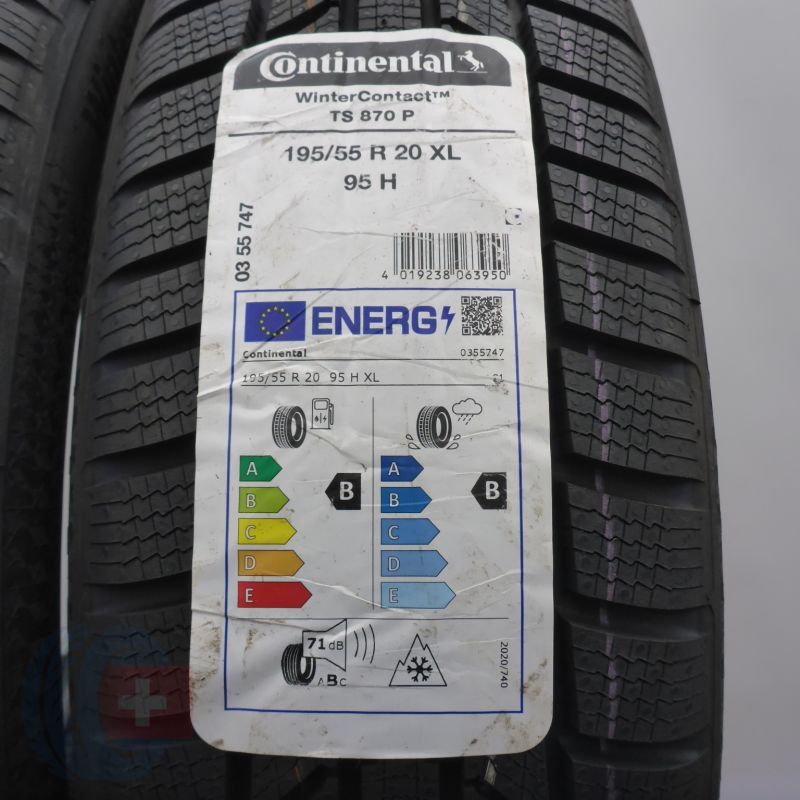 Continental
WinterContact™
TS 870 P
195/55 R 20 XL
95 H
03 55 747
4 019238 063950
ENERG
Continental 0355747
195/55 R 20 95 H XL C1
A
B
C
D
E
B
A
B
C
D
E
B
71 dB
ABC
2020/740